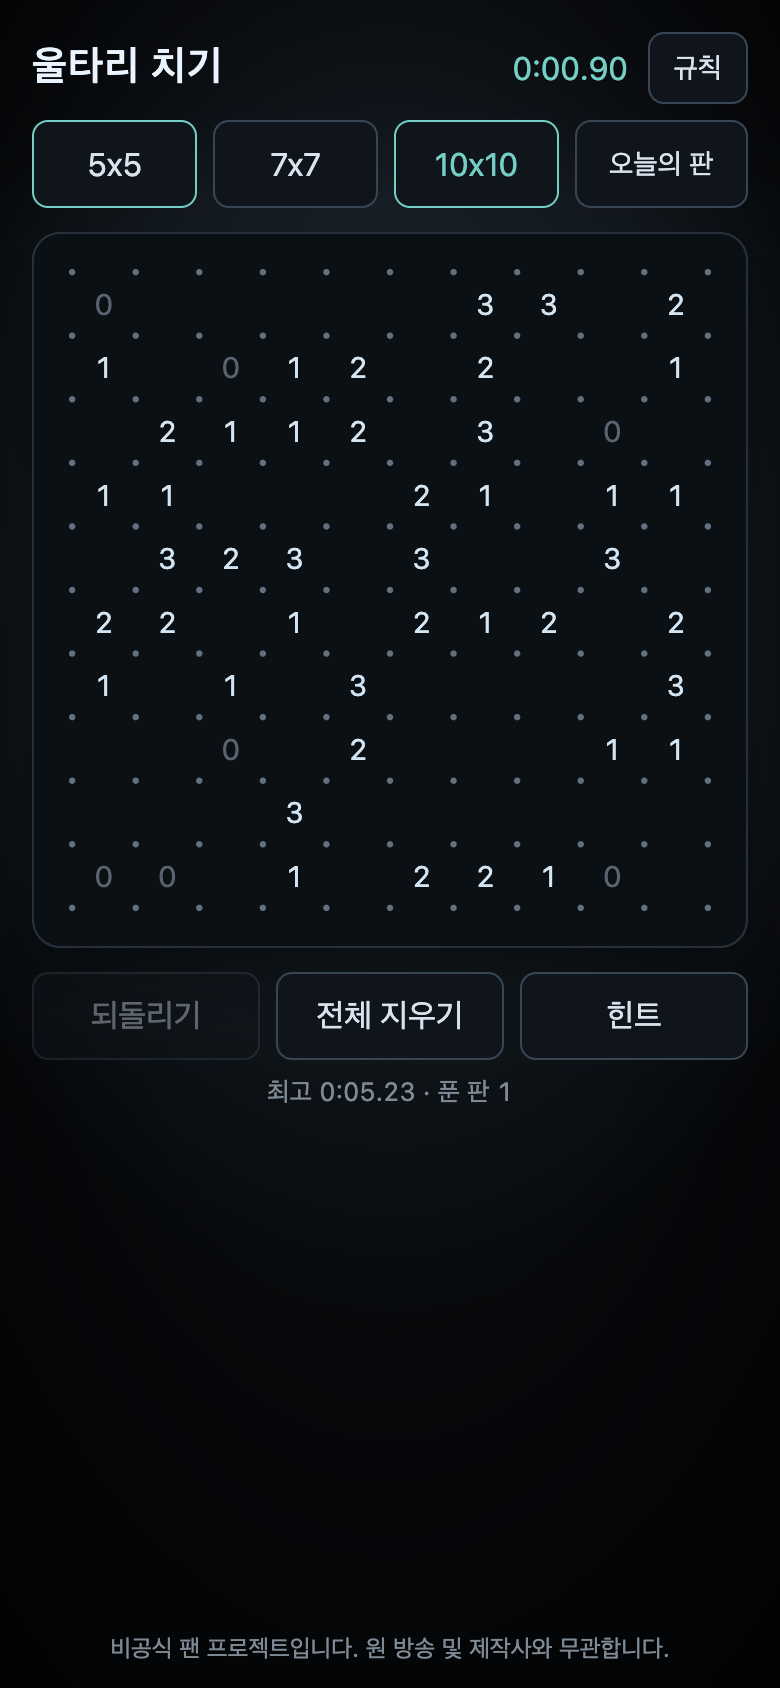 울타리 치기 0:00.90 규칙
5x5 7x7 10x10 오늘의 판
0 3 3 2
1 0 1 2 2 1
2 1 1 2 3 0
1 1 2 1 1 1
3 2 3 3 3
2 2 1 2 1 2 2
1 1 3 3
0 2 1 1
3
0 0 1 2 2 1 0
되돌리기 전체 지우기 힌트
최고 0:05.23 · 푼 판 1
비공식 팬 프로젝트입니다. 원 방송 및 제작사와 무관합니다.